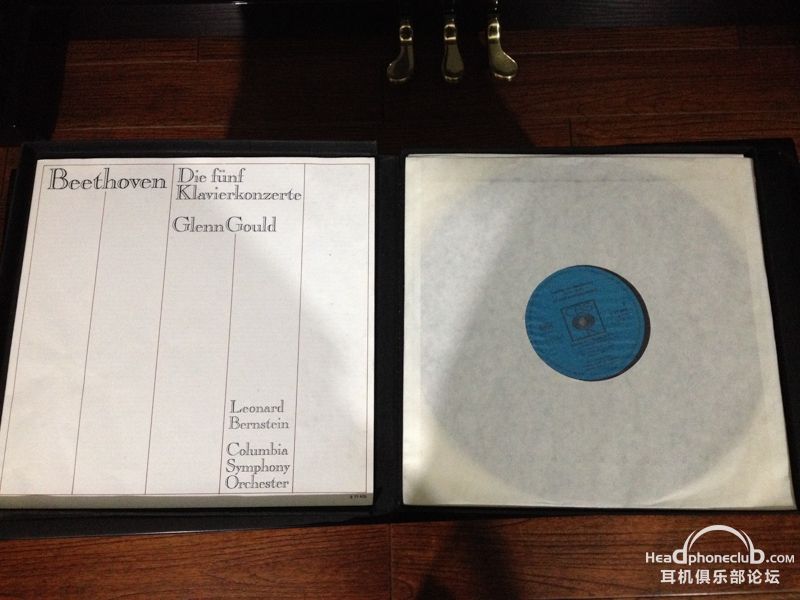 Beethoven
Die fünf
Klavierkonzerte
Glenn Gould
Leonard
Bernstein
Columbia
Symphony
Orchester
Headphoneclub.com
耳机俱乐部论坛